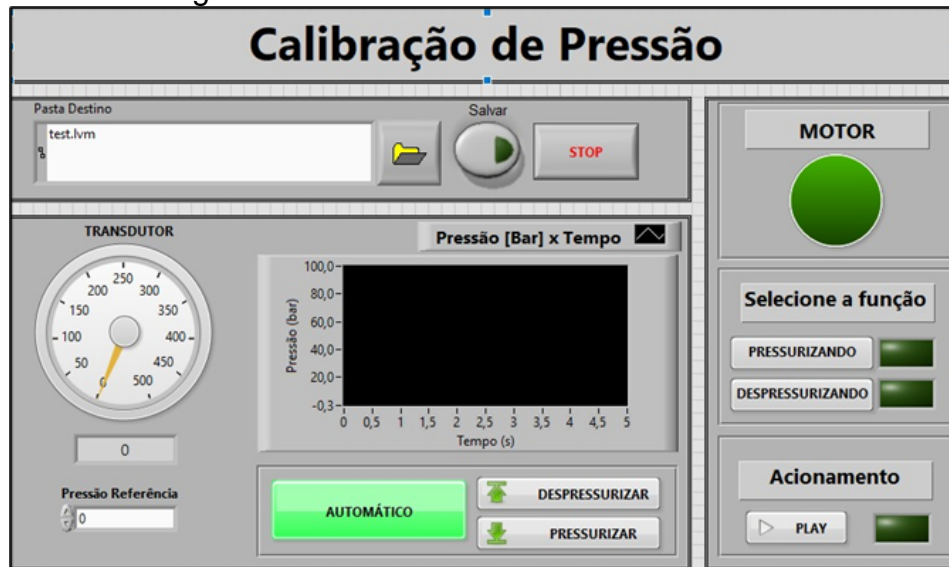 Calibração de Pressão
Pasta Destino
test.lvm
Salvar
STOP
TRANSDUTOR
0
50
100
150
200
250
300
350
400
450
500
0
Pressão Referência
0
Pressão [Bar] x Tempo
Pressão (bar)
100,0
80,0
60,0
40,0
20,0
-0,3
0 0,5 1 1,5 2 2,5 3 3,5 4 4,5 5
Tempo (s)
AUTOMÁTICO
DESPRESSURIZAR
PRESSURIZAR
MOTOR
Selecione a função
PRESSURIZANDO
DESPRESSURIZANDO
Acionamento
PLAY